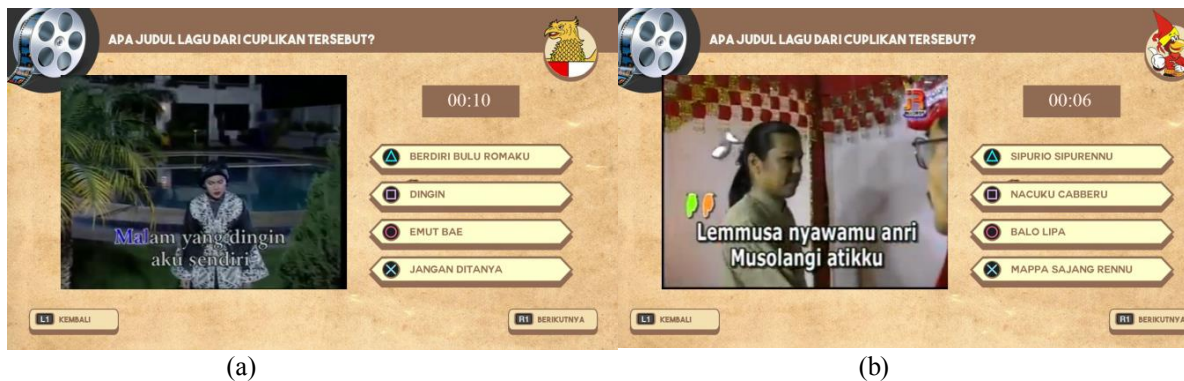 APA JUDUL LAGU DARI CUPLIKAN TERSEBUT?
00:10
Malam yang dingin
aku sendiri
BERDIRI BULU ROMAKU
DINGIN
EMUT BAE
JANGAN DITANYA
L1 KEMBALI
R1 BERIKUTNYA
(a)
APA JUDUL LAGU DARI CUPLIKAN TERSEBUT?
00:06
Lemmusa nyawamu anri
Musolangi atikku
SIPURIO SIPURENNU
NACUKU CABBERU
BALO LIPA
MAPPA SAJANG RENNU
L1 KEMBALI
R1 BERIKUTNYA
(b)